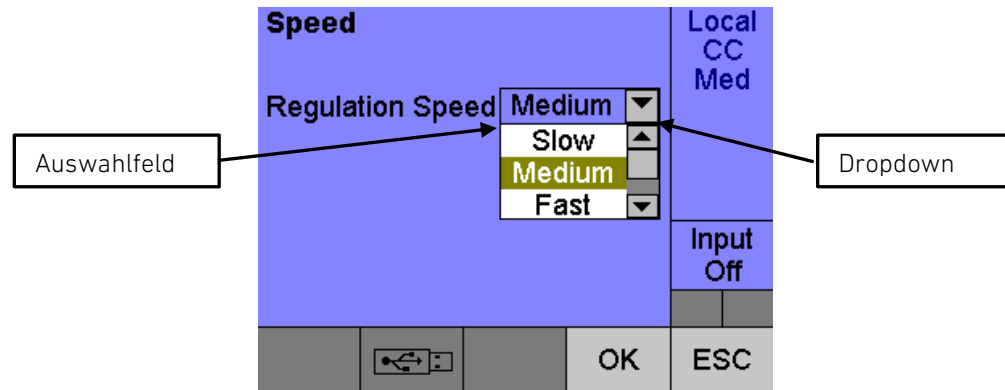 Speed
Local
CC
Med
Regulation Speed Medium
Slow
Medium
Fast
Auswahlfeld
Dropdown
Input
Off
OK
ESC